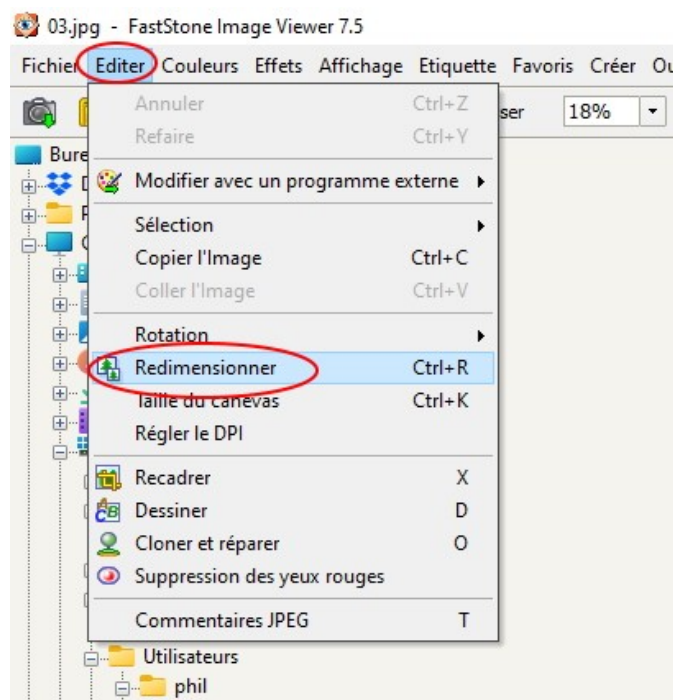 03.jpg - FastStone Image Viewer 7.5
Fichier Editer Couleurs Effets Affichage Etiquette Favoris Créer
18%
Annuler Ctrl+Z
Refaire Ctrl+Y
Modifier avec un programme externe
Sélection
Copier l'Image Ctrl+C
Coller l'Image Ctrl+V
Rotation
Redimensionner Ctrl+R
Taille du canevas Ctrl+K
Régler le DPI
Recadrer X
Dessiner D
Cloner et réparer O
Suppression des yeux rouges
Commentaires JPEG T
Utilisateurs
phil